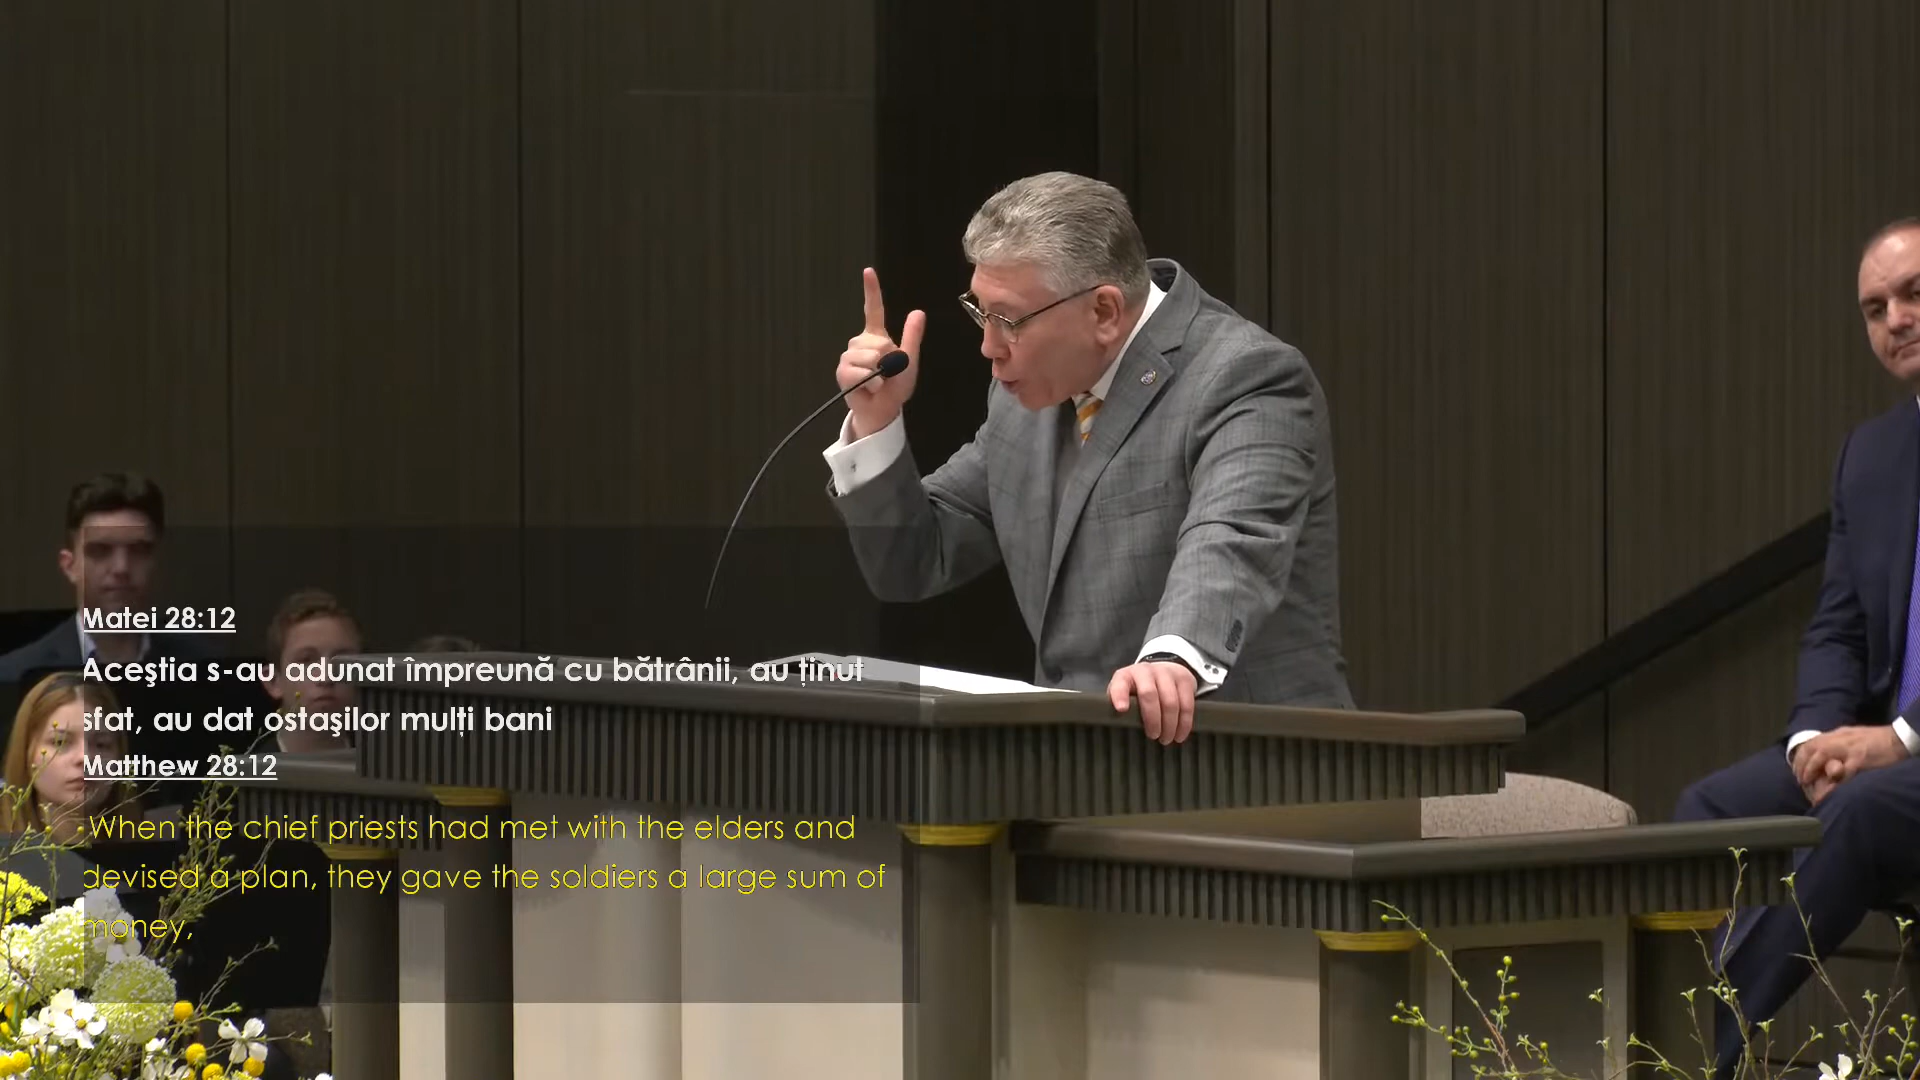 Matei 28:12
Aceştia s-au adunat împreună cu bătrânii, au ținut
sfat, au dat ostaşilor mulți bani
Matthew 28:12
When the chief priests had met with the elders and
devised a plan, they gave the soldiers a large sum of
money,